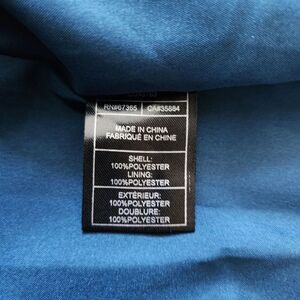 RN#67355 CA#35884
MADE IN CHINA
FABRIQUÉ EN CHINE
SHELL:
100%POLYESTER
LINING:
100%POLYESTER
EXTÉRIEUR:
100%POLYESTER
DOUBLURE:
100%POLYESTER